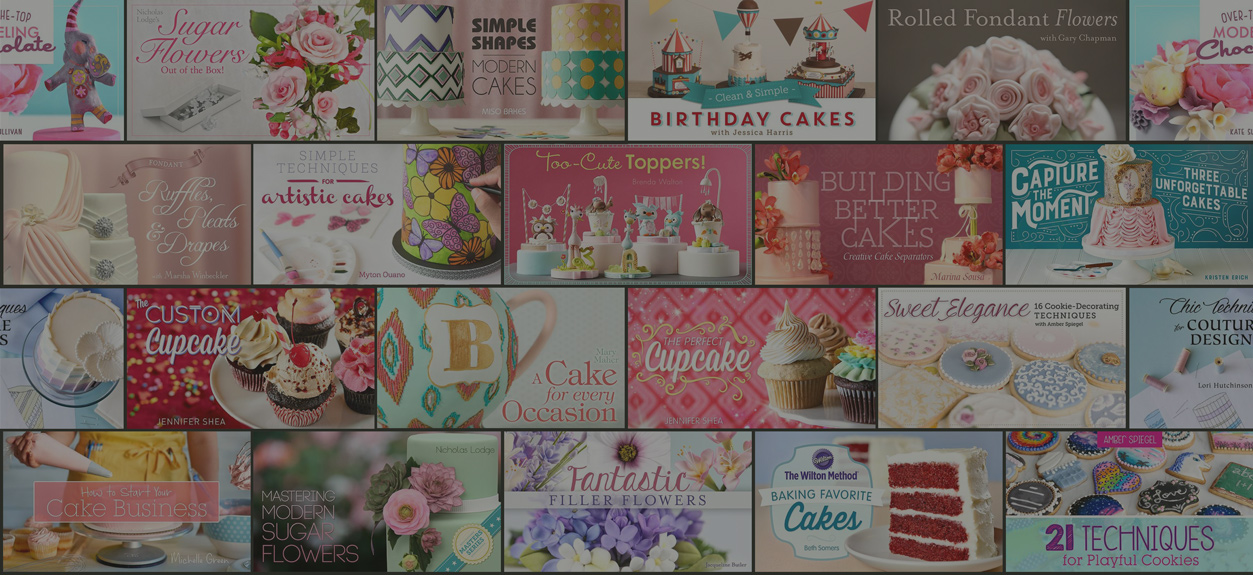 HE-TOP
ELING
olate
LLIVAN
Nicholas
Lodge's
Sugar
Flowers
Out of the Box!
SIMPLE
SHAPES
MODERN
CAKES
MISO BAKES
- Clean & Simple -
BIRTHDAY CAKES
with Jessica Harris
Rolled Fondant Flowers
with Gary Chapman
OVER-T
MODE
Choc
KATE SU
FONDANT
Ruffles,
Pleats
& Drapes
with Marsha Winbeckler
SIMPLE
TECHNIQUES
FOR
artistic cakes
Myton Ouano
Too-Cute Toppers!
Brenda Walton
BUILDING
BETTER
CAKES
Creative Cake Separators
Marina Sousa
CAPTURE
THE
MOMENT
THREE
UNFORGETTABLE
CAKES
KRISTEN ERICH
ques
E
S
The
CUSTOM
Cupcake
JENNIFER SHEA
B
Mary
Maher
A Cake
for every
Occasion
THE PERFECT
Cupcake
JENNIFER SHEA
Sweet Elegance
16 Cookie-Decorating
TECHNIQUES
with Amber Spiegel
Chic Techni
for COUTUR
DESIGN
Lori Hutchinson
How to Start Your
Cake Business
Michelle Green
MASTERING
MODERN
SUGAR
FLOWERS
Nicholas Lodge
MASTER
SERIES
Fantastic
FILLER FLOWERS
Jacqueline Butler
WILTON
The Wilton Method
BAKING FAVORITE
Cakes
Beth Somers
AMBER SPIEGEL
Love
21 TECHNIQUES
for Playful Cookies